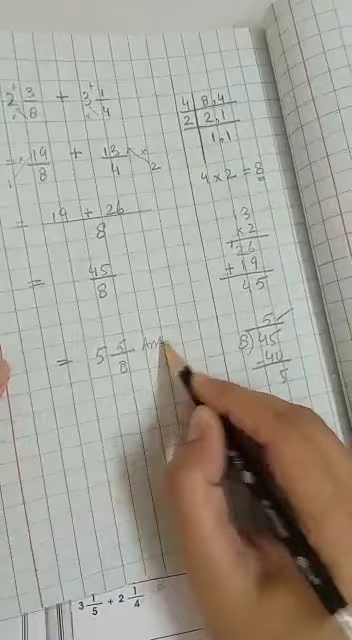 2 3/8 + 3 1/4
= 19/8 + 13/4
= 19 + 26 / 8
= 45/8
= 5 5/8 Ans
4 | 8, 4
2 | 2, 1
1, 1
4 × 2 = 8
13
× 2
26
+ 19
45
5
8) 45
40
5
3 1/5 + 2 1/4